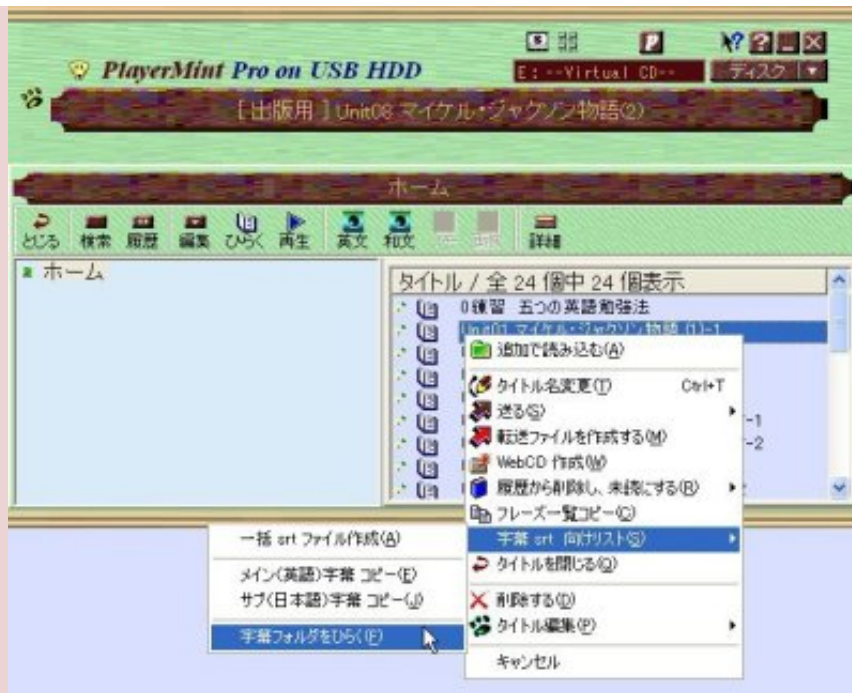 PlayerMint Pro on USB HDD
E: --Virtual CD--
ディスク
[ 出版用 ] Unit08 マイケル・ジャクソン物語(2)
ホーム
とじる 検索 履歴 編集 ひらく 再生 英文 和文 詳細
ホーム
タイトル / 全 24 個中 24 個表示
0練習 五つの英語勉強法
Unit01 マイケル・ジャクソン物語 (1)-1
追加で読み込む(A)
タイトル名変更(T) Ctrl+T
送る(S)
-1
転送ファイルを作成する(M)
-2
WebCD 作成(W)
履歴から削除し、未読にする(R)
フレーズ一覧コピー(C)
一括 srt ファイル作成(A)
字幕 srt 向けリスト(S)
メイン(英語)字幕 コピー(E)
タイトルを閉じる(Q)
サブ(日本語)字幕 コピー(J)
削除する(D)
字幕フォルダをひらく(F)
タイトル編集(P)
キャンセル